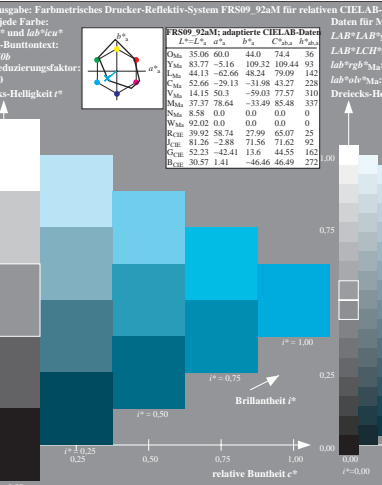 usgabe: Farbmetrisches Drucker-Reflektiv-System FRS09_92aM für relativen CIELAB-
jede Farbe:
* und lab*icu*
-Bunttontext:
60b
eduzierungsfaktor:
0
cks-Helligkeit t*
b*a
a*a
FRS09_92aM; adaptierte CIELAB-Daten
L*=L*a a*a b*a C*ab,a h*ab,a
OMa 35.06 60.0 44.0 74.4 36
YMa 83.77 −5.16 109.32 109.44 93
LMa 44.13 −62.66 48.24 79.09 142
CMa 52.66 −29.13 −31.98 43.27 228
VMa 14.15 50.3 −59.03 77.57 310
MMa 37.37 78.64 −33.49 85.48 337
NMa 8.58 0.0 0.0 0.0 0
WMa 92.02 0.0 0.0 0.0 0
RCIE 39.92 58.74 27.99 65.07 25
JCIE 81.26 −2.88 71.56 71.62 92
GCIE 52.23 −42.41 13.6 44.55 162
BCIE 30.57 1.41 −46.46 46.49 272
Daten für M
LAB*LAB*
LAB*LCH*
lab*rgb*Ma:
lab*olv*Ma:
Dreiecks-He
1,00
0,75
0,25
0,00
i* = 1,00
i* = 0,75
i* = 0,50
i* = 0,25
Brillantheit i*
0,25 0,50 0,75 1,00
relative Buntheit c*
0,00
i*=0,00